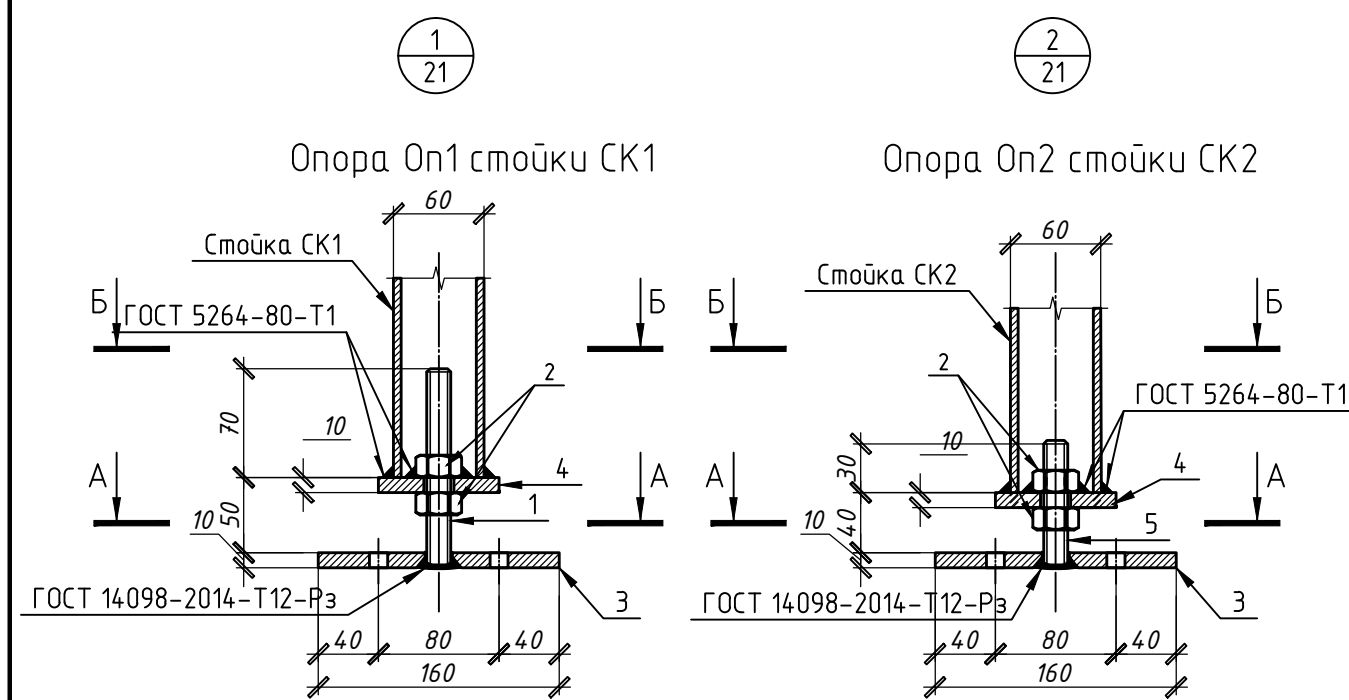 1
21
2
21
Опора Оп1 стойки СК1
Опора Оп2 стойки СК2
60
Стойка СК1
Б
Б
ГОСТ 5264-80-Т1
2
70
10
А
А
4
50
1
10
ГОСТ 14098-2014-Т12-Рз
3
40
80
40
160
60
Стойка СК2
Б
Б
2
ГОСТ 5264-80-Т1
10
30
А
А
4
40
5
10
ГОСТ 14098-2014-Т12-Рз
3
40
80
40
160